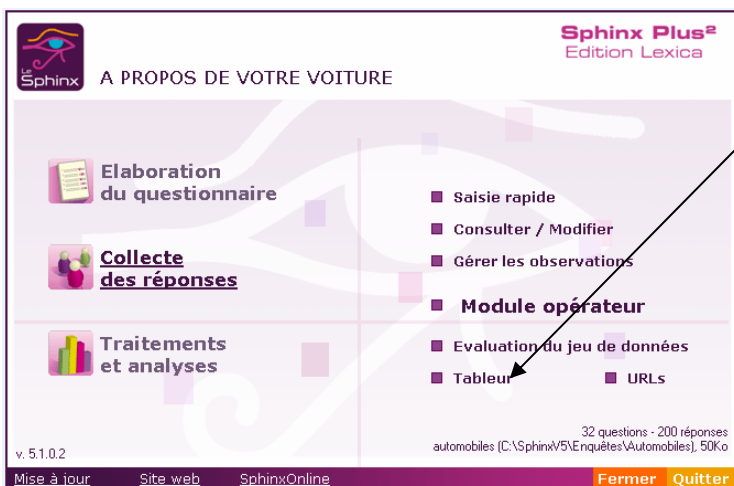 Sphinx Plus²
Edition Lexica
Le
Sphinx
A PROPOS DE VOTRE VOITURE
Elaboration
du questionnaire
Collecte
des réponses
Traitements
et analyses
Saisie rapide
Consulter / Modifier
Gérer les observations
Module opérateur
Evaluation du jeu de données
Tableur
URLs
32 questions - 200 réponses
automobiles (C:\SphinxV5\Enquêtes\Automobiles), 50Ko
v. 5.1.0.2
Mise à jour Site web SphinxOnline Fermer Quitter